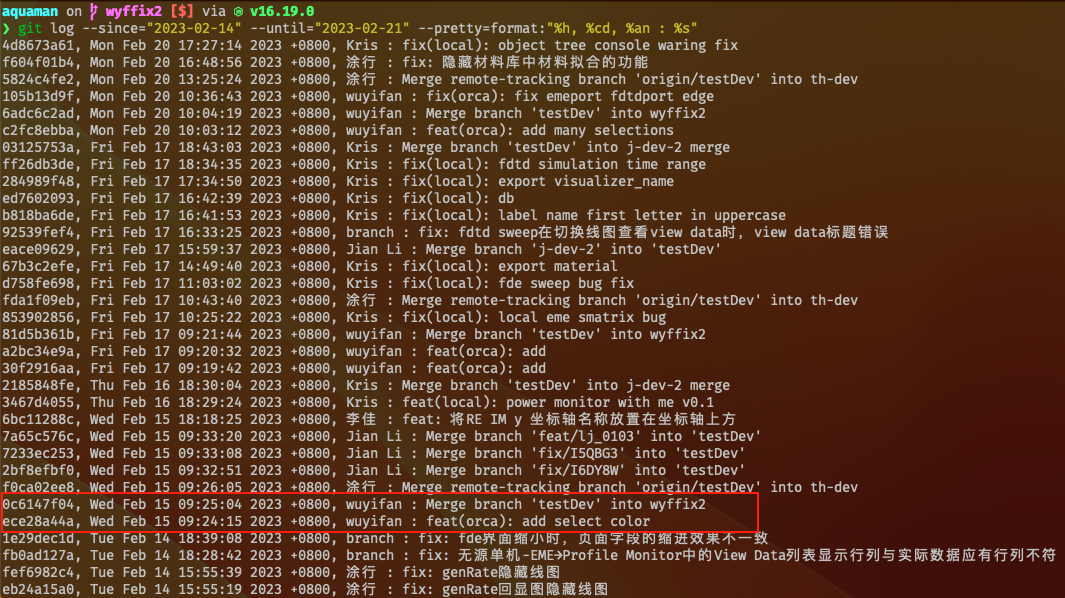 aquaman on wyffix2 [$] via v16.19.0
❯ git log --since="2023-02-14" --until="2023-02-21" --pretty=format:"%h, %cd, %an : %s"
4d8673a61, Mon Feb 20 17:27:14 2023 +0800, Kris : fix(local): object tree console waring fix
f604f01b4, Mon Feb 20 16:48:56 2023 +0800, 涂行 : fix: 隐藏材料库中材料拟合的功能
5824c4fe2, Mon Feb 20 13:25:24 2023 +0800, 涂行 : Merge remote-tracking branch 'origin/testDev' into th-dev
105b13d9f, Mon Feb 20 10:36:43 2023 +0800, wuyifan : fix(orca): fix emeport fdtdport edge
6adc6c2ad, Mon Feb 20 10:04:19 2023 +0800, wuyifan : Merge branch 'testDev' into wyffix2
c2fc8ebba, Mon Feb 20 10:03:12 2023 +0800, wuyifan : feat(orca): add many selections
03125753a, Fri Feb 17 18:43:03 2023 +0800, Kris : Merge branch 'testDev' into j-dev-2 merge
ff26db3de, Fri Feb 17 18:34:35 2023 +0800, Kris : fix(local): fdtd simulation time range
284989f48, Fri Feb 17 17:34:50 2023 +0800, Kris : fix(local): export visualizer_name
ed7602093, Fri Feb 17 16:42:39 2023 +0800, Kris : fix(local): db
b818ba6de, Fri Feb 17 16:41:53 2023 +0800, Kris : fix(local): label name first letter in uppercase
92539fef4, Fri Feb 17 16:33:25 2023 +0800, branch : fix: fdtd sweep在切换线图查看view data时, view data标题错误
eace09629, Fri Feb 17 15:59:37 2023 +0800, Jian Li : Merge branch 'j-dev-2' into 'testDev'
67b3c2efe, Fri Feb 17 14:49:40 2023 +0800, Kris : fix(local): export material
d758fe698, Fri Feb 17 11:03:02 2023 +0800, Kris : fix(local): fde sweep bug fix
fda1f09eb, Fri Feb 17 10:43:40 2023 +0800, 涂行 : Merge remote-tracking branch 'origin/testDev' into th-dev
853902856, Fri Feb 17 10:25:22 2023 +0800, Kris : fix(local): local eme smatrix bug
81d5b361b, Fri Feb 17 09:21:44 2023 +0800, wuyifan : Merge branch 'testDev' into wyffix2
a2bc34e9a, Fri Feb 17 09:20:32 2023 +0800, wuyifan : feat(orca): add
30f2916aa, Fri Feb 17 09:19:42 2023 +0800, wuyifan : feat(orca): add
2185848fe, Thu Feb 16 18:30:04 2023 +0800, Kris : Merge branch 'testDev' into j-dev-2 merge
3467d4055, Thu Feb 16 18:29:24 2023 +0800, Kris : feat(local): power monitor with me v0.1
6bc11288c, Wed Feb 15 18:18:25 2023 +0800, 李佳 : feat: 将RE IM y 坐标轴名称放置在坐标轴上方
7a65c576c, Wed Feb 15 09:33:20 2023 +0800, Jian Li : Merge branch 'feat/lj_0103' into 'testDev'
7233ec253, Wed Feb 15 09:33:08 2023 +0800, Jian Li : Merge branch 'fix/I5QBG3' into 'testDev'
2bf8efbf0, Wed Feb 15 09:32:51 2023 +0800, Jian Li : Merge branch 'fix/I6DY8W' into 'testDev'
f0ca02ee8, Wed Feb 15 09:26:05 2023 +0800, 涂行 : Merge remote-tracking branch 'origin/testDev' into th-dev
0c6147f04, Wed Feb 15 09:25:04 2023 +0800, wuyifan : Merge branch 'testDev' into wyffix2
ece28a44a, Wed Feb 15 09:24:15 2023 +0800, wuyifan : feat(orca): add select color
1e29dec1d, Tue Feb 14 18:39:08 2023 +0800, branch : fix: fde界面缩小时, 页面字段的缩进效果不一致
fb0ad127a, Tue Feb 14 18:28:42 2023 +0800, branch : fix: 无源单机-EME→Profile Monitor中的View Data列表显示行列与实际数据应有行列不符
fef6982c4, Tue Feb 14 15:55:39 2023 +0800, 涂行 : fix: genRate隐藏线图
eb24a15a0, Tue Feb 14 15:55:19 2023 +0800, 涂行 : fix: genRate回显图隐藏线图